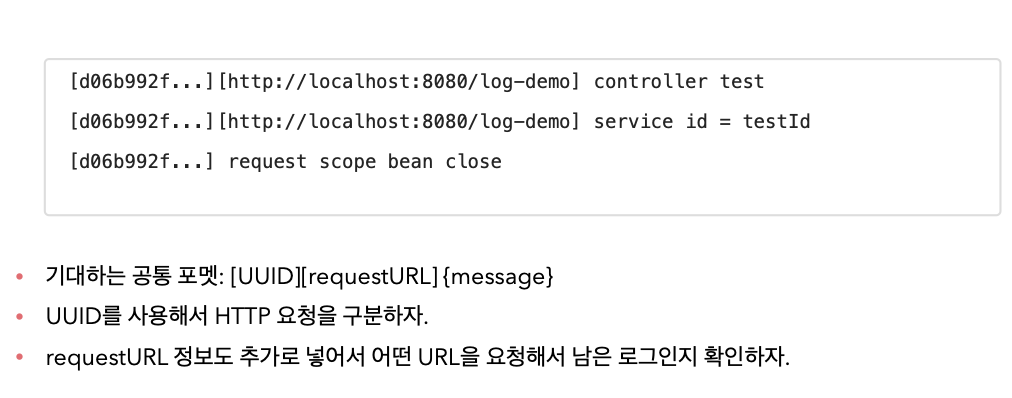 [d06b992f...][http://localhost:8080/log-demo] controller test
[d06b992f...][http://localhost:8080/log-demo] service id = testId
[d06b992f...] request scope bean close
• 기대하는 공통 포멧: [UUID][requestURL] {message}
• UUID를 사용해서 HTTP 요청을 구분하자.
• requestURL 정보도 추가로 넣어서 어떤 URL을 요청해서 남은 로그인지 확인하자.